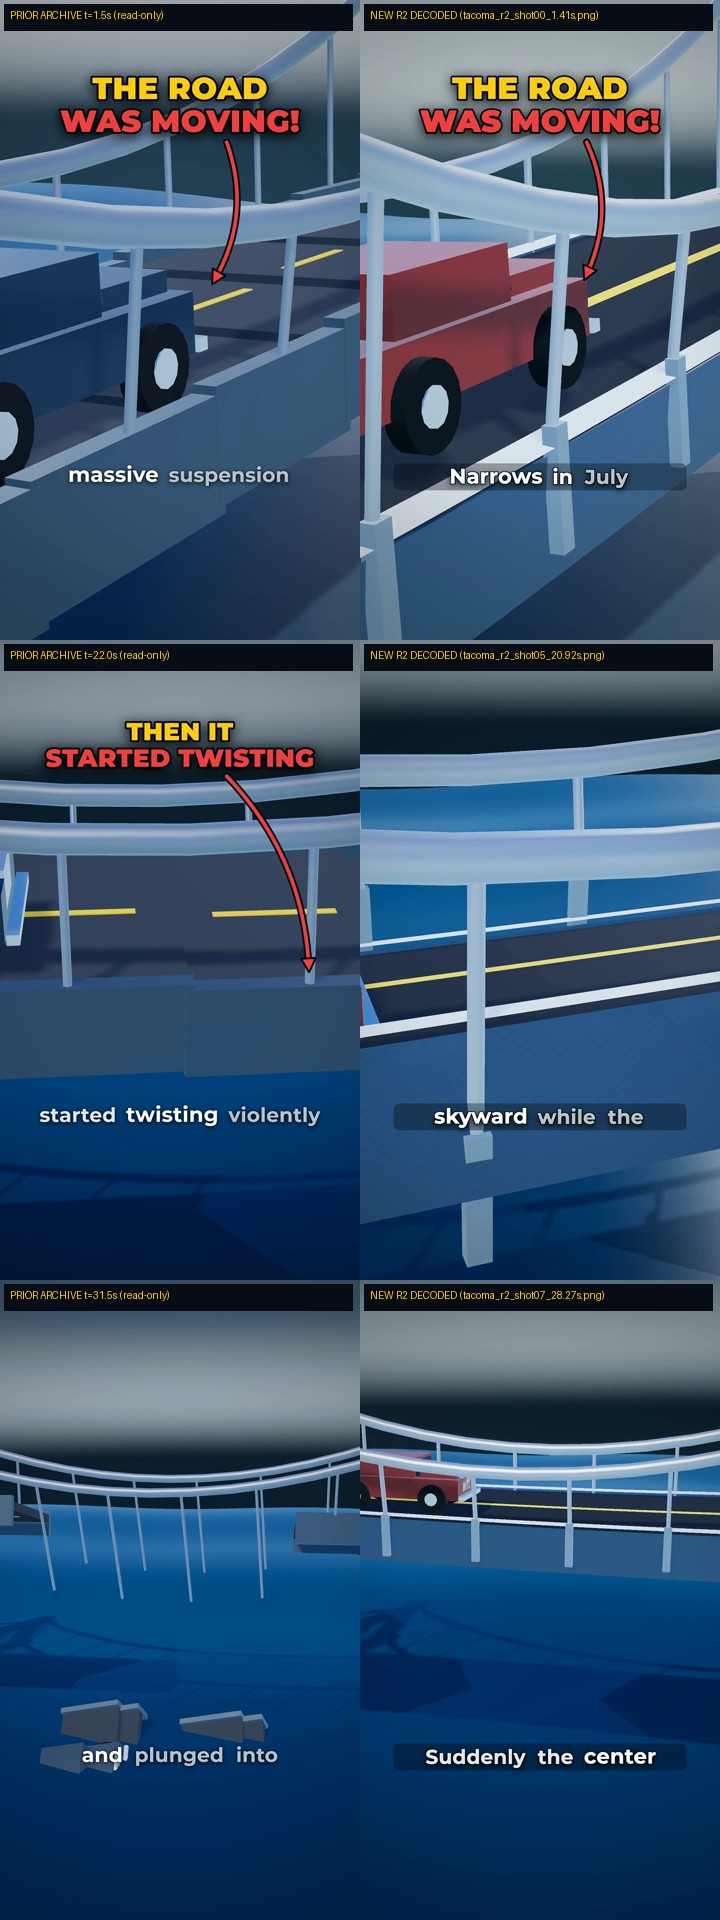 PRIOR ARCHIVE t=1.5s (read-only)
THE ROAD
WAS MOVING!
massive suspension
NEW R2 DECODED (tacoma_r2_shot00_1.41s.png)
THE ROAD
WAS MOVING!
Narrows in July
PRIOR ARCHIVE t=22.0s (read-only)
THEN IT
STARTED TWISTING
started twisting violently
NEW R2 DECODED (tacoma_r2_shot05_20.92s.png)
skyward while the
PRIOR ARCHIVE t=31.5s (read-only)
and plunged into
NEW R2 DECODED (tacoma_r2_shot07_28.27s.png)
Suddenly the center